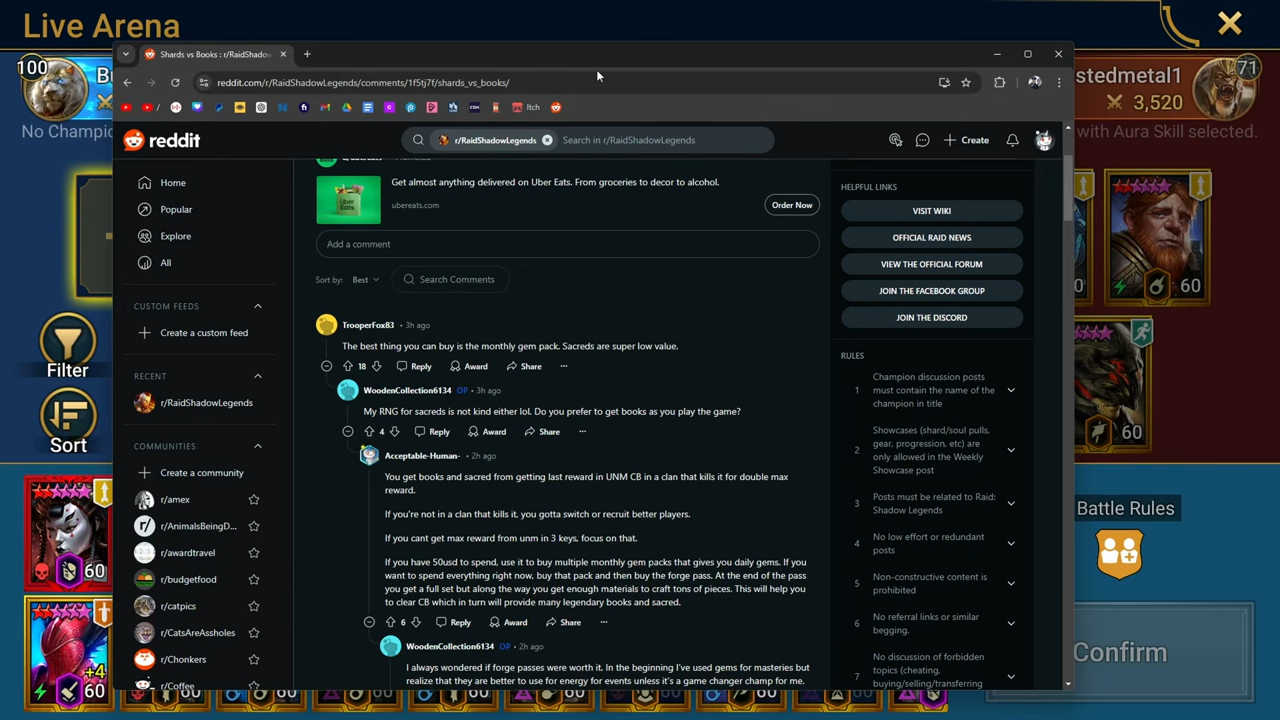 Live Arena
100
B
No Champi
stedmetal1
71
3,520
with Aura Skill selected.
Shards vs Books : r/RaidShadow
reddit.com/r/RaidShadowLegends/comments/1f5tj7f/shards_vs_books/
Itch
reddit
r/RaidShadowLegends
Search in r/RaidShadowLegends
Create
Home
Popular
Explore
All
CUSTOM FEEDS
Create a custom feed
RECENT
r/RaidShadowLegends
COMMUNITIES
Create a community
r/amex
r/AnimalsBeingD...
r/awardtravel
r/budgetfood
r/catpics
r/CatsAreAssholes
r/Chonkers
r/Coffee
Get almost anything delivered on Uber Eats. From groceries to decor to alcohol.
ubereats.com
Order Now
Add a comment
Sort by: Best
Search Comments
TrooperFox83 • 3h ago
The best thing you can buy is the monthly gem pack. Sacreds are super low value.
18 Reply Award Share ...
WoodenCollection6134 OP • 3h ago
My RNG for sacreds is not kind either lol. Do you prefer to get books as you play the game?
4 Reply Award Share ...
Acceptable-Human- • 2h ago
You get books and sacred from getting last reward in UNM CB in a clan that kills it for double max
reward.
If you're not in a clan that kills it, you gotta switch or recruit better players.
If you cant get max reward from unm in 3 keys, focus on that.
If you have 50usd to spend, use it to buy multiple monthly gem packs that gives you daily gems. If you
want to spend everything right now, buy that pack and then buy the forge pass. At the end of the pass
you get a full set but along the way you get enough materials to craft tons of pieces. This will help you
to clear CB which in turn will provide many legendary books and sacred.
6 Reply Award Share ...
WoodenCollection6134 OP • 2h ago
I always wondered if forge passes were worth it. In the beginning I've used gems for masteries but
realize that they are better to use for energy for events unless it's a game changer champ for me.
HELPFUL LINKS
VISIT WIKI
OFFICIAL RAID NEWS
VIEW THE OFFICIAL FORUM
JOIN THE FACEBOOK GROUP
JOIN THE DISCORD
RULES
1 Champion discussion posts
must contain the name of the
champion in title
2 Showcases (shard/soul pulls,
gear, progression, etc) are
only allowed in the Weekly
Showcase post
3 Posts must be related to Raid:
Shadow Legends
4 No low effort or redundant
posts
5 Non-constructive content is
prohibited
6 No referral links or similar
begging.
7 No discussion of forbidden
topics (cheating,
buying/selling/transferring
Filter
Sort
60
+4
60
60
60
Battle Rules
Confirm
60
60
60
60
60
60
60
60
60